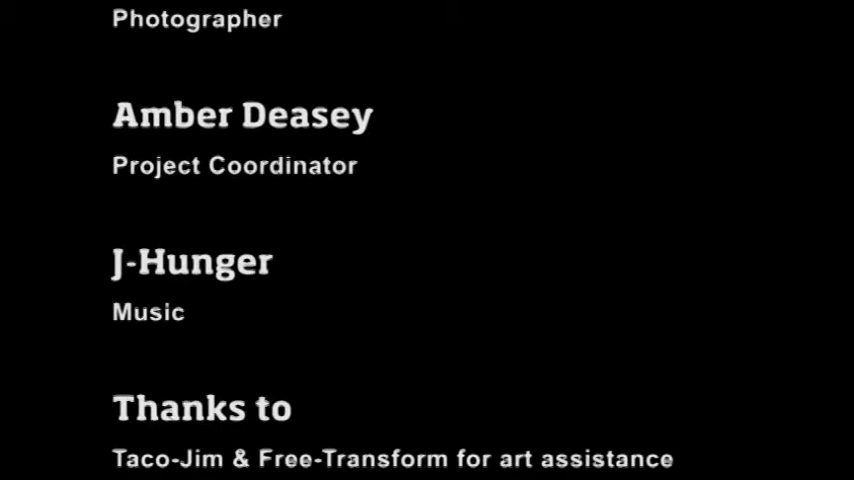 Photographer
Amber Deasey
Project Coordinator
J-Hunger
Music
Thanks to
Taco-Jim & Free-Transform for art assistance